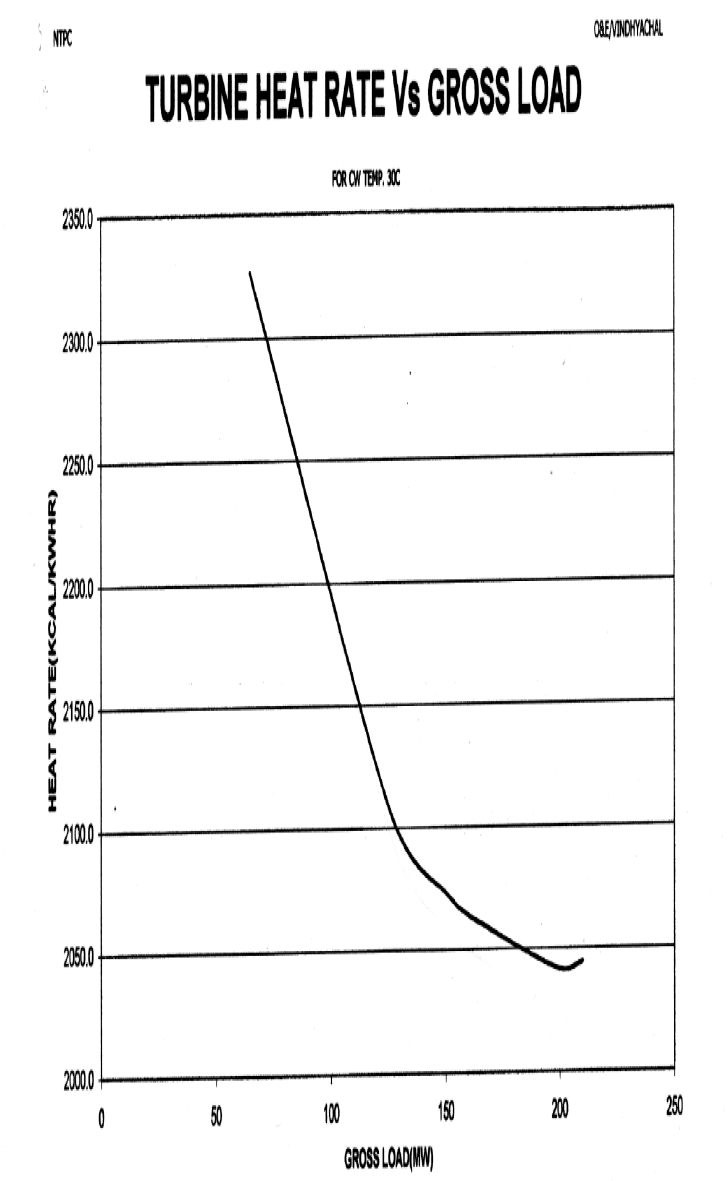 NTPC
O&E/VINDHYACHAL
TURBINE HEAT RATE Vs GROSS LOAD
FOR CW TEMP. 30C
2350.0
2300.0
2250.0
2200.0
2150.0
2100.0
2050.0
2000.0
HEAT RATE(KCAL/KWHR)
0
50
100
150
200
250
GROSS LOAD(MW)